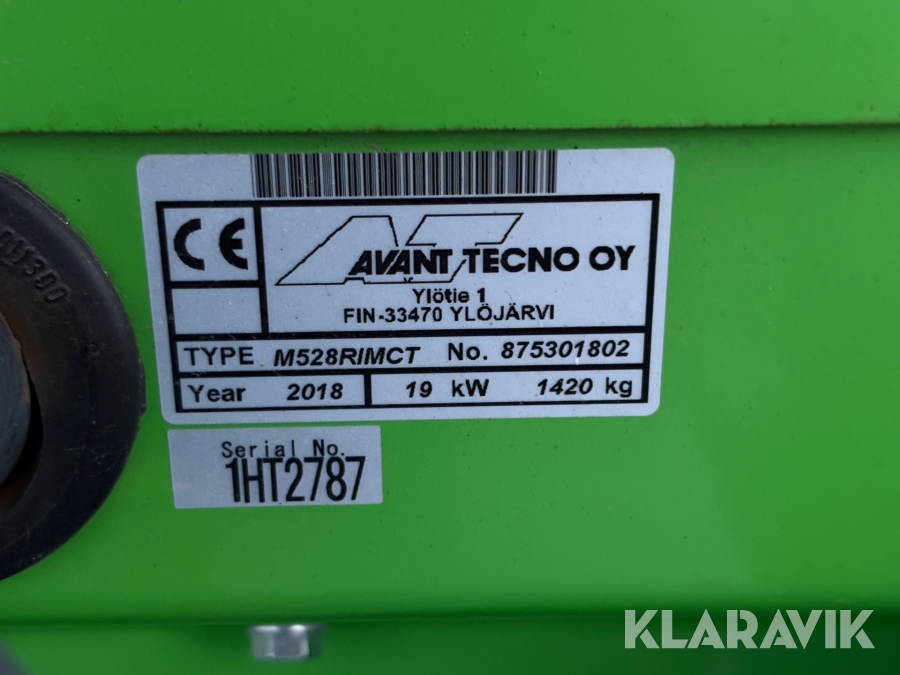 CE
AVANT TECNO OY
Ylötie 1
FIN-33470 YLÖJÄRVI
TYPE M528RIMCT No. 875301802
Year 2018 19 kW 1420 kg
Serial No.
1HT2787
KLARAVIK